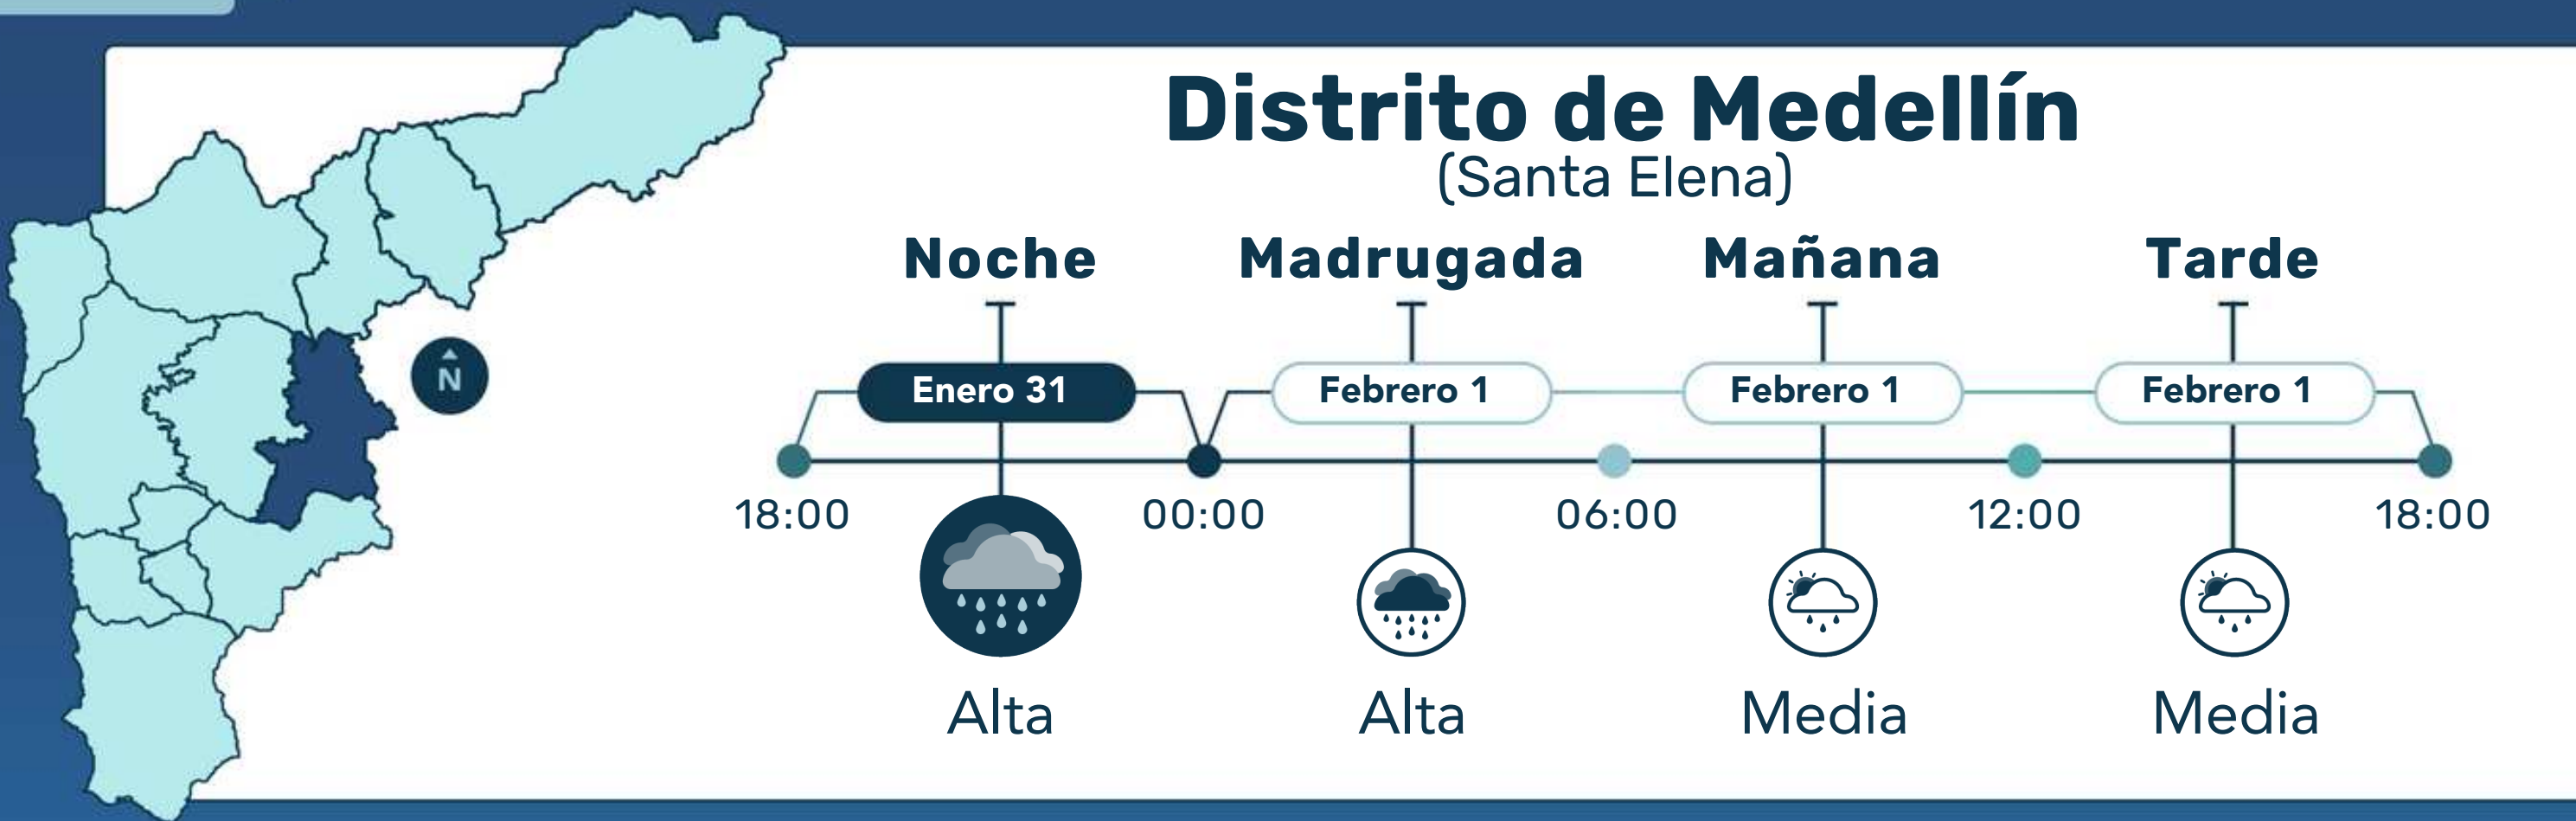 Distrito de Medellín
(Santa Elena)
Noche Madrugada Mañana Tarde
N
Enero 31 Febrero 1 Febrero 1 Febrero 1
18:00 00:00 06:00 12:00 18:00
Alta Alta Media Media